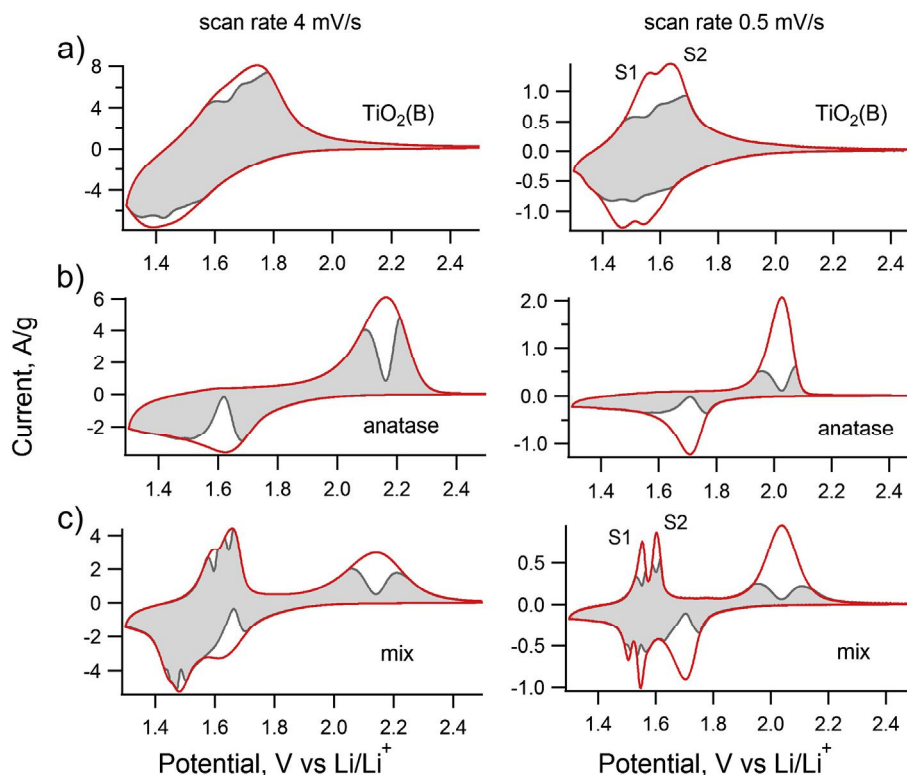 scan rate 4 mV/s
scan rate 0.5 mV/s
a)
8
4
0
-4
TiO2(B)
1.4 1.6 1.8 2.0 2.2 2.4
1.0
0.5
0.0
-0.5
-1.0
S1
S2
TiO2(B)
1.4 1.6 1.8 2.0 2.2 2.4
b)
6
4
2
0
-2
anatase
1.4 1.6 1.8 2.0 2.2 2.4
2.0
1.0
0.0
-1.0
anatase
1.4 1.6 1.8 2.0 2.2 2.4
Current, A/g
c)
4
2
0
-2
-4
mix
1.4 1.6 1.8 2.0 2.2 2.4
0.5
0.0
-0.5
-1.0
S1
S2
mix
1.4 1.6 1.8 2.0 2.2 2.4
Potential, V vs Li/Li+
Potential, V vs Li/Li+